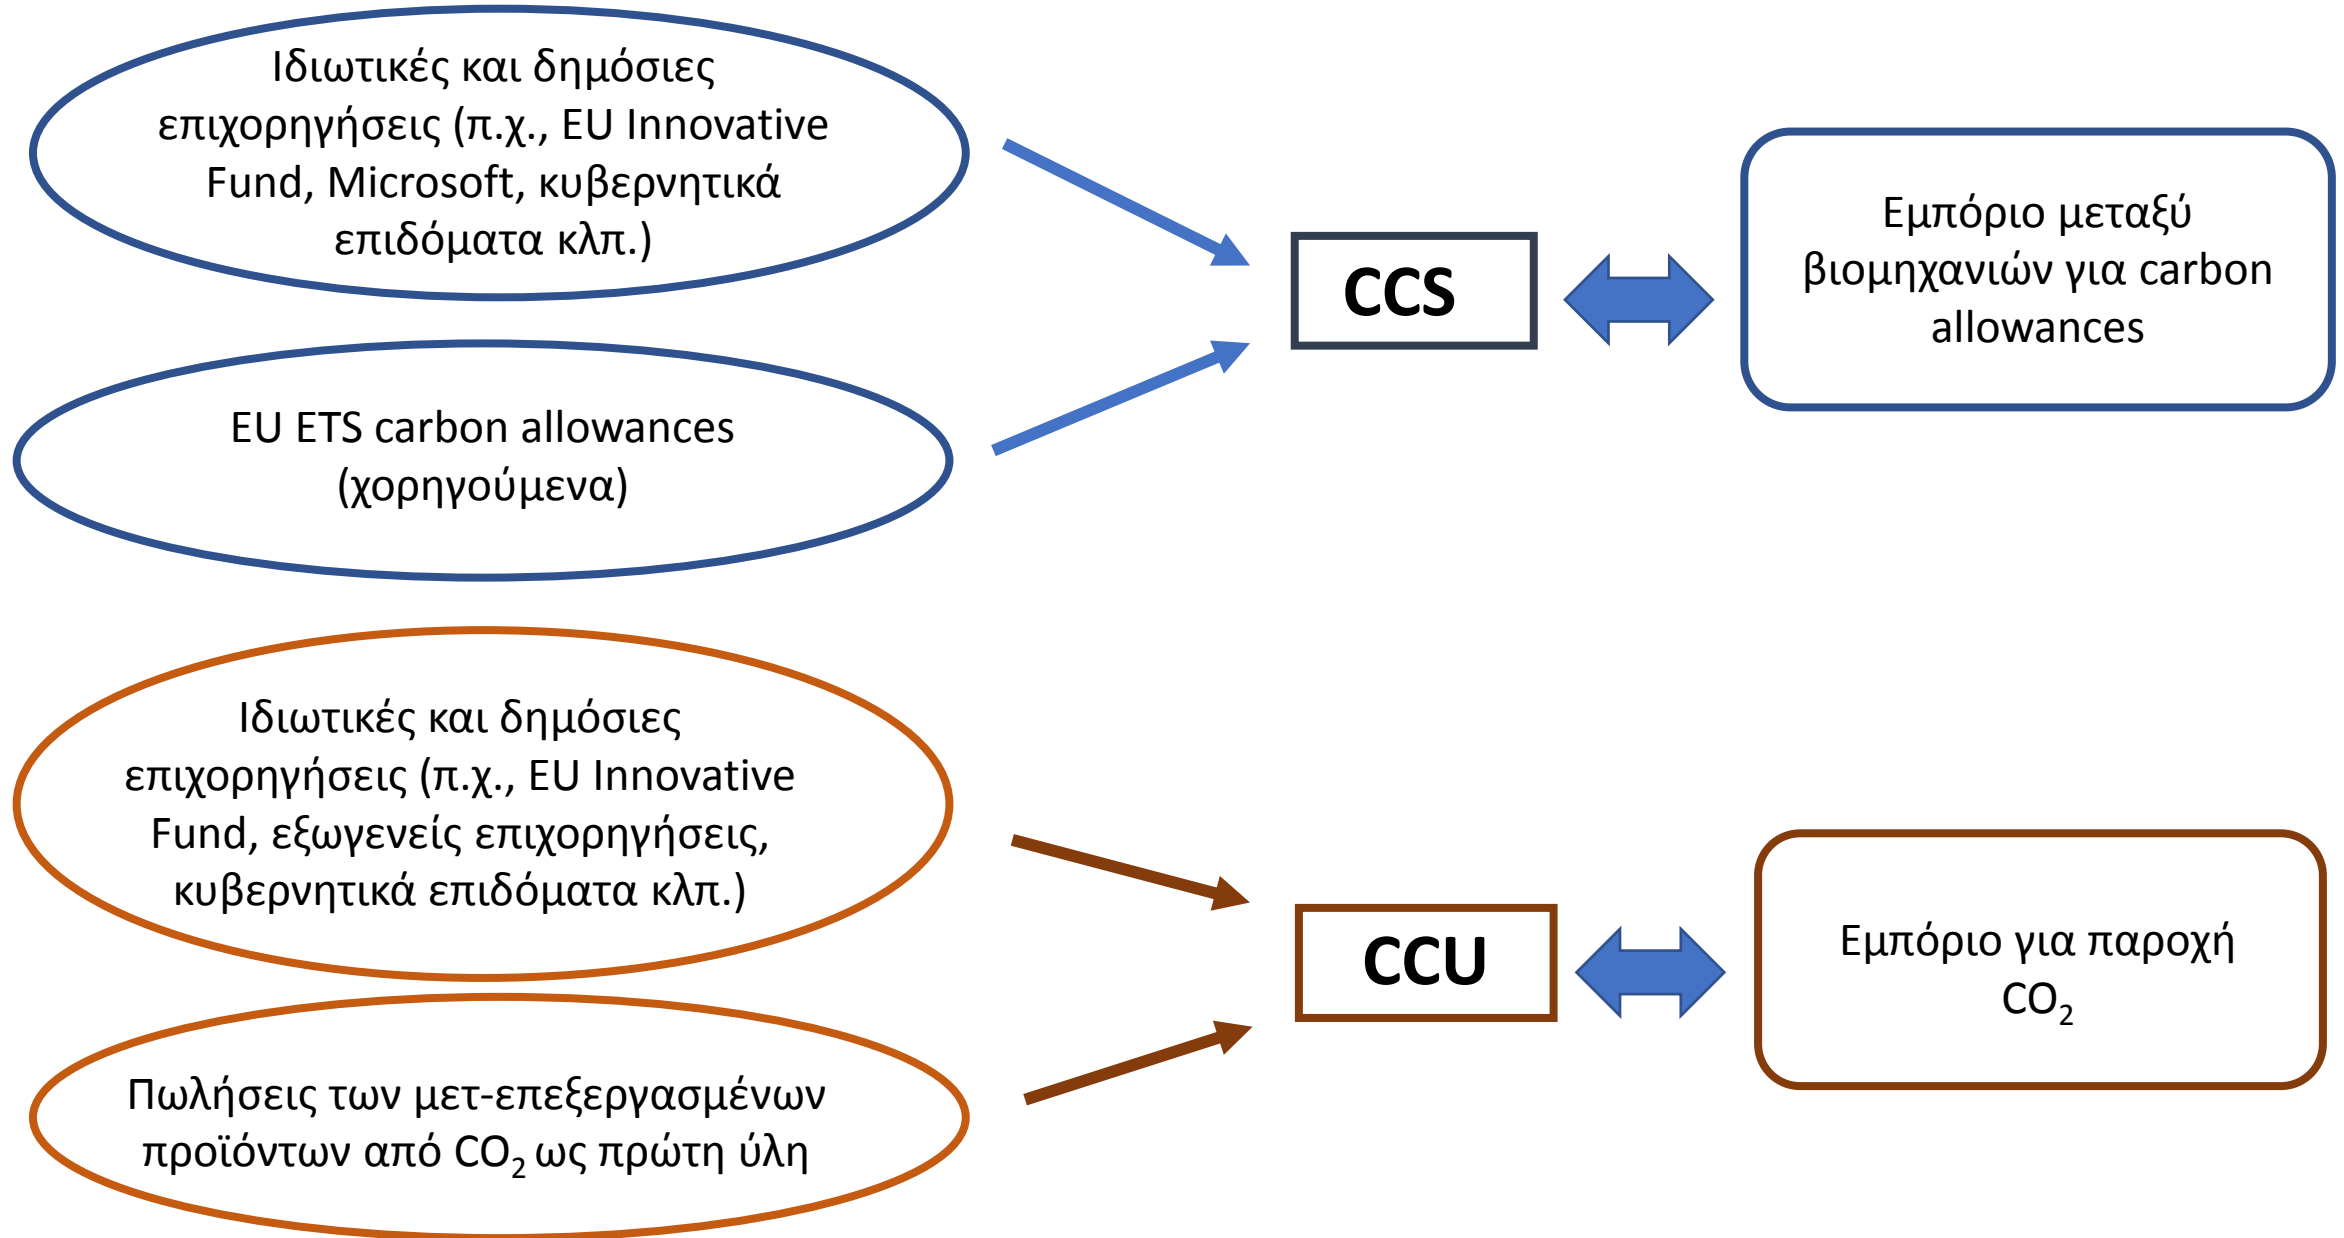 Ιδιωτικές και δημόσιες
επιχορηγήσεις (π.χ., EU Innovative
Fund, Microsoft, κυβερνητικά
επιδόματα κλπ.)
EU ETS carbon allowances
(χορηγούμενα)
CCS
Εμπόριο μεταξύ
βιομηχανιών για carbon
allowances
Ιδιωτικές και δημόσιες
επιχορηγήσεις (π.χ., EU Innovative
Fund, εξωγενείς επιχορηγήσεις,
κυβερνητικά επιδόματα κλπ.)
Πωλήσεις των μετ-επεξεργασμένων
προϊόντων από CO₂ ως πρώτη ύλη
CCU
Εμπόριο για παροχή
CO₂